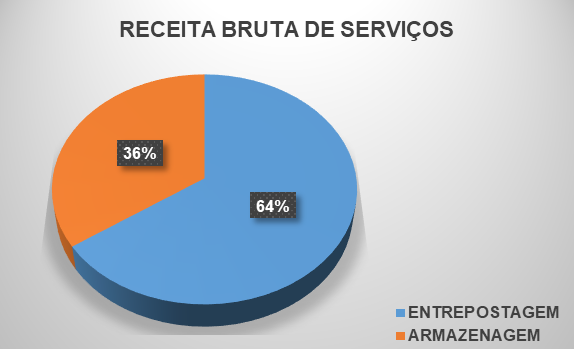 RECEITA BRUTA DE SERVIÇOS
36%
64%
ENTREPOSTAGEM
ARMAZENAGEM